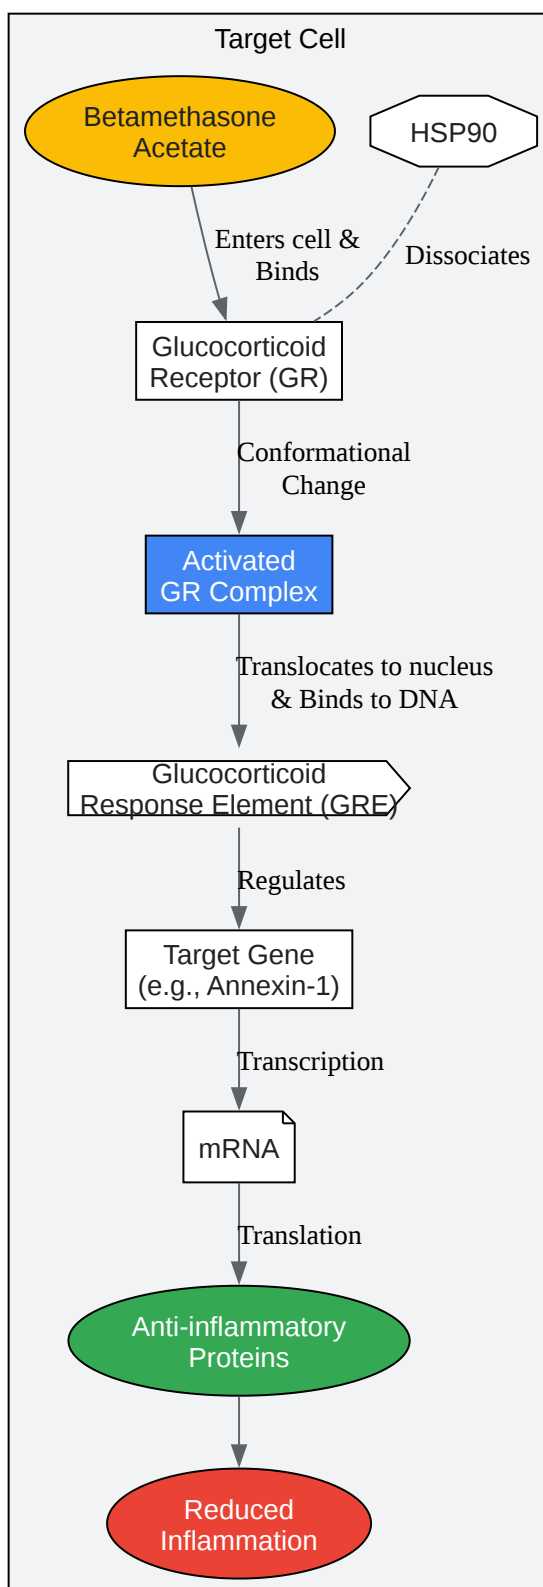 Target Cell
Betamethasone
Acetate
HSP90
Enters cell &
Binds
Dissociates
Glucocorticoid
Receptor (GR)
Conformational
Change
Activated
GR Complex
Translocates to nucleus
& Binds to DNA
Glucocorticoid
Response Element (GRE)
Regulates
Target Gene
(e.g., Annexin-1)
Transcription
mRNA
Translation
Anti-inflammatory
Proteins
Reduced
Inflammation